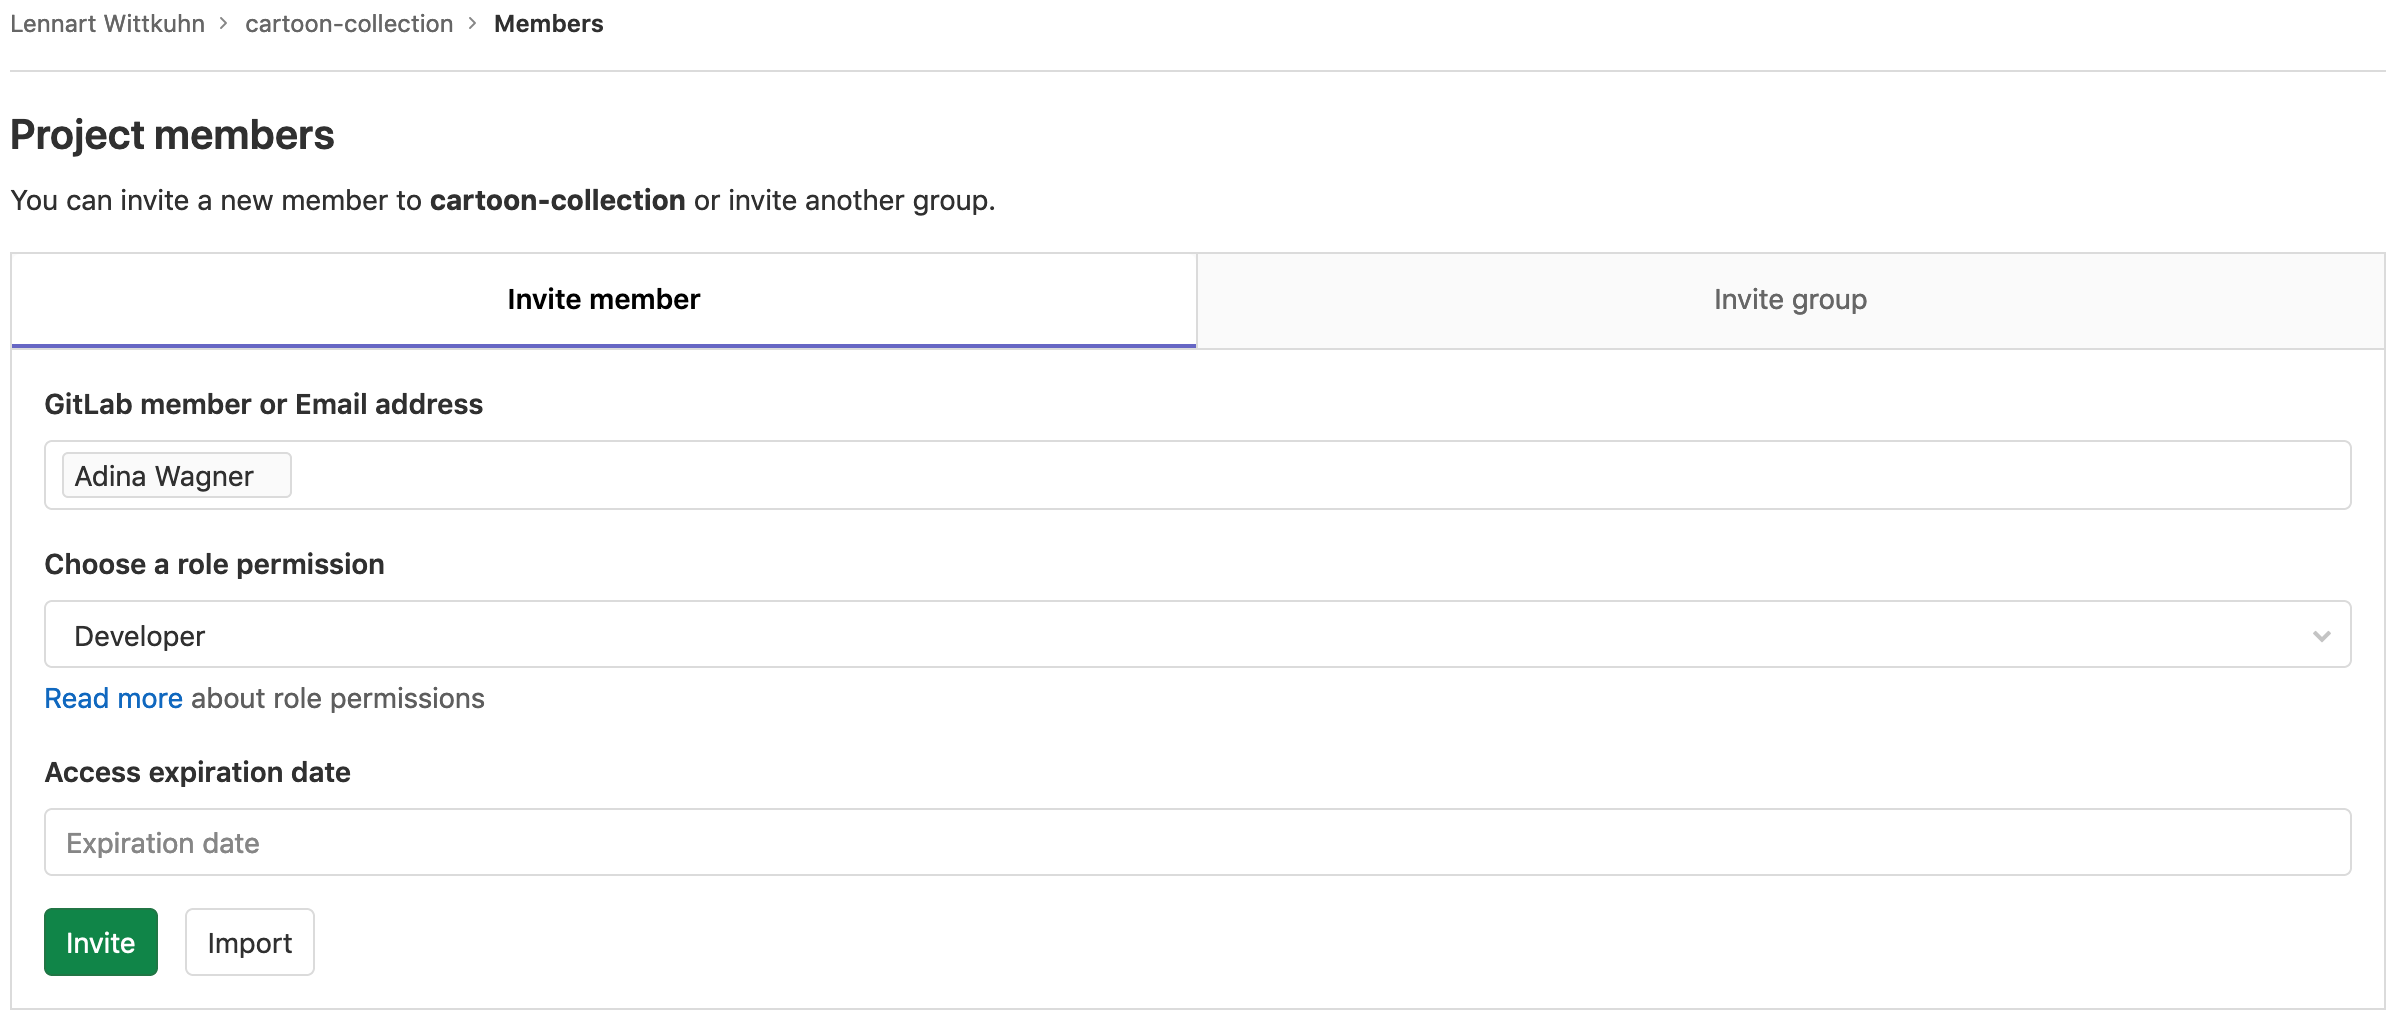 Lennart Wittkuhn > cartoon-collection > Members
Project members
You can invite a new member to cartoon-collection or invite another group.
Invite member
Invite group
GitLab member or Email address
Adina Wagner
Choose a role permission
Developer
Read more about role permissions
Access expiration date
Expiration date
Invite
Import